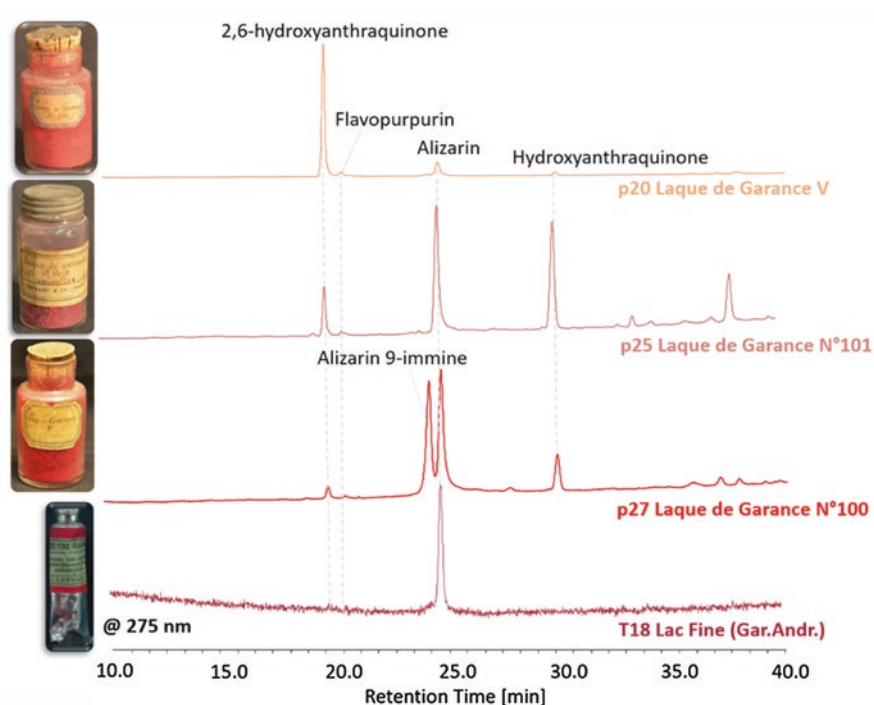 2,6-hydroxyanthraquinone
Flavopurpurin
Alizarin
Hydroxyanthraquinone
p20 Laque de Garance V
p25 Laque de Garance N°101
Alizarin 9-immine
p27 Laque de Garance N°100
@ 275 nm
T18 Lac Fine (Gar.Andr.)
10.0 15.0 20.0 25.0 30.0 35.0 40.0
Retention Time [min]